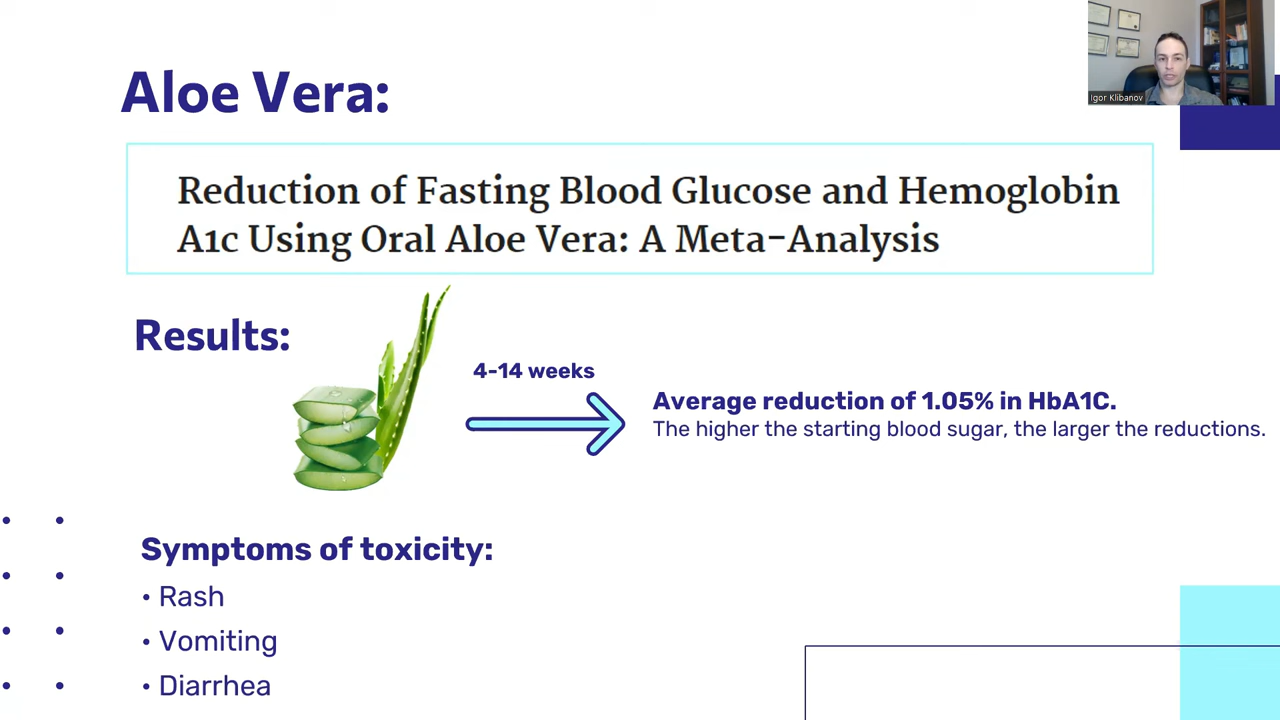 Igor Klibanov
Aloe Vera:
Reduction of Fasting Blood Glucose and Hemoglobin
A1c Using Oral Aloe Vera: A Meta-Analysis
Results:
4-14 weeks
Average reduction of 1.05% in HbA1C.
The higher the starting blood sugar, the larger the reductions.
Symptoms of toxicity:
• Rash
• Vomiting
• Diarrhea